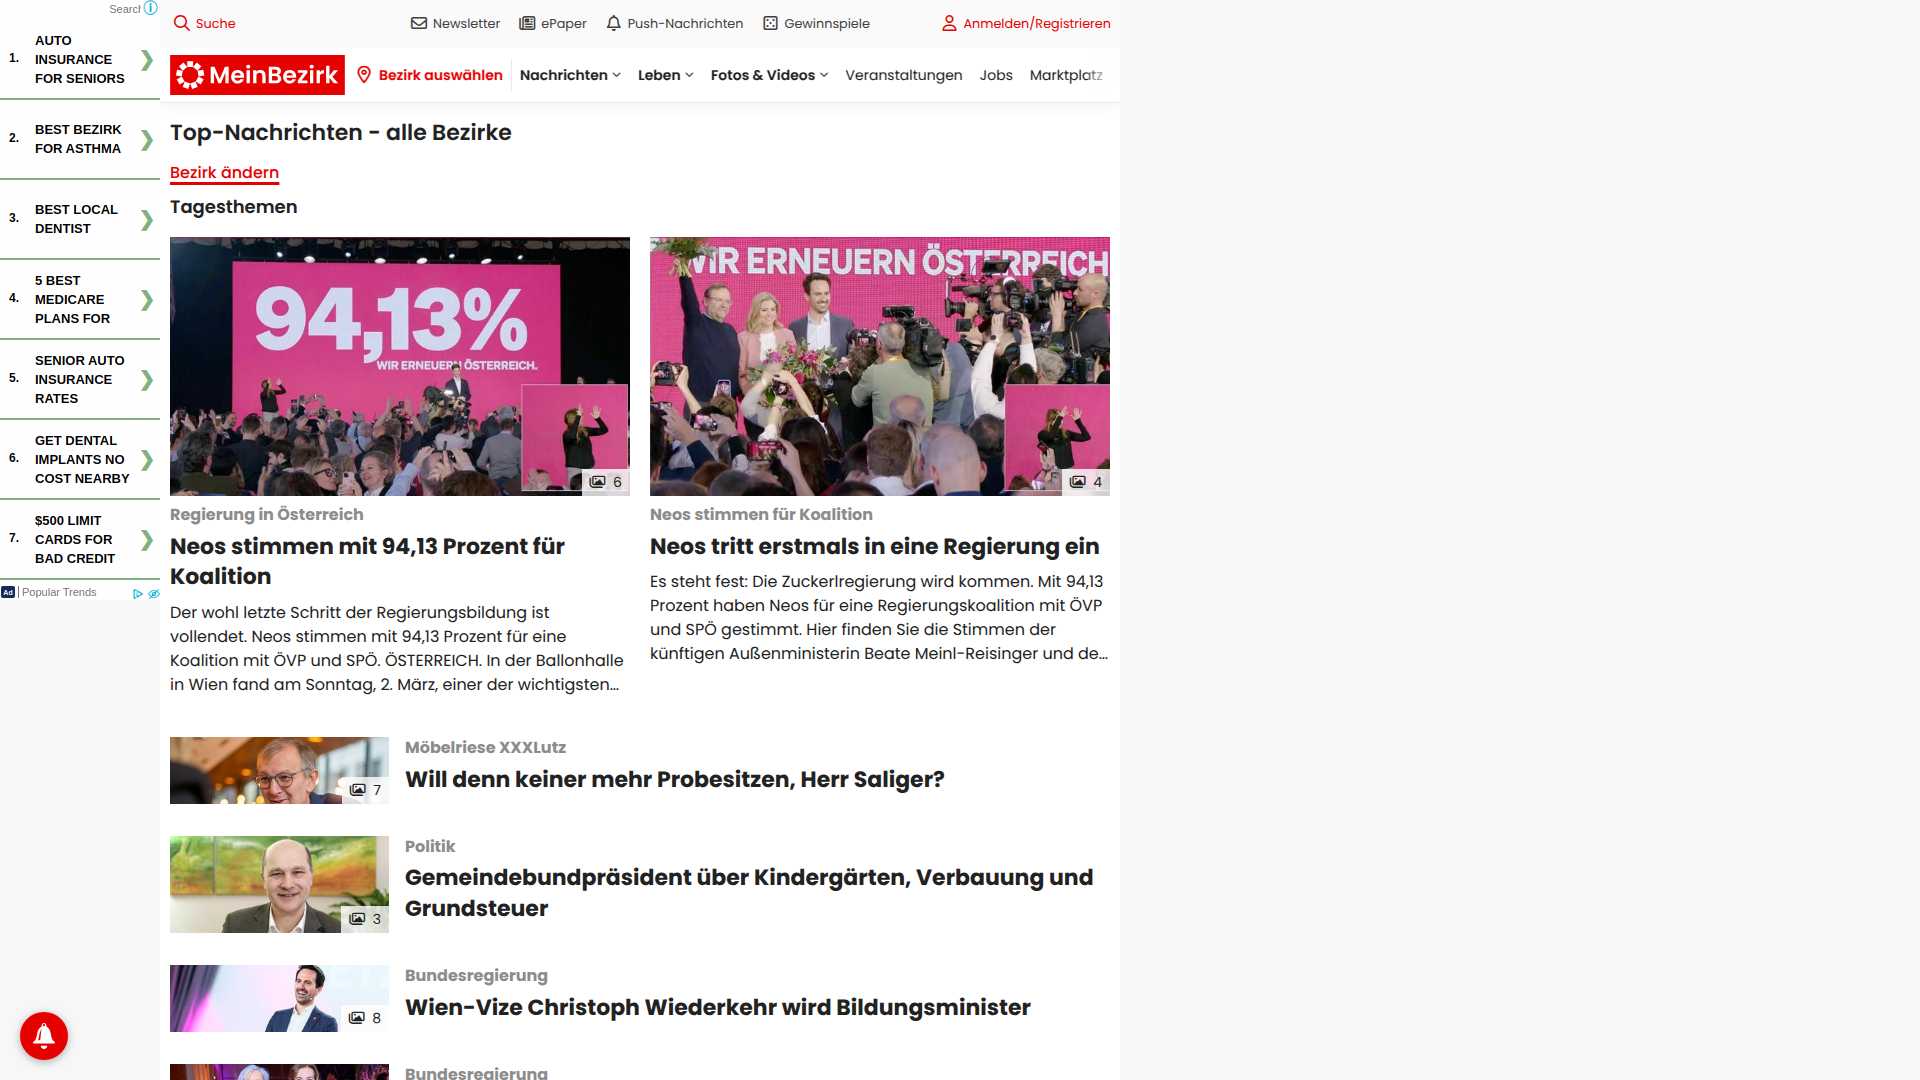 Search
1. AUTO INSURANCE FOR SENIORS
2. BEST BEZIRK FOR ASTHMA
3. BEST LOCAL DENTIST
4. 5 BEST MEDICARE PLANS FOR
5. SENIOR AUTO INSURANCE RATES
6. GET DENTAL IMPLANTS NO COST NEARBY
7. $500 LIMIT CARDS FOR BAD CREDIT
Ad | Popular Trends
Suche
Newsletter
ePaper
Push-Nachrichten
Gewinnspiele
Anmelden/Registrieren
MeinBezirk
Bezirk auswählen
Nachrichten
Leben
Fotos & Videos
Veranstaltungen
Jobs
Marktplatz
Top-Nachrichten - alle Bezirke
Bezirk ändern
Tagesthemen
94,13%
WIR ERNEUERN ÖSTERREICH.
6
Regierung in Österreich
Neos stimmen mit 94,13 Prozent für
Koalition
Der wohl letzte Schritt der Regierungsbildung ist
vollendet. Neos stimmen mit 94,13 Prozent für eine
Koalition mit ÖVP und SPÖ. ÖSTERREICH. In der Ballonhalle
in Wien fand am Sonntag, 2. März, einer der wichtigsten…
WIR ERNEUERN ÖSTERREICH
4
Neos stimmen für Koalition
Neos tritt erstmals in eine Regierung ein
Es steht fest: Die Zuckerlregierung wird kommen. Mit 94,13
Prozent haben Neos für eine Regierungskoalition mit ÖVP
und SPÖ gestimmt. Hier finden Sie die Stimmen der
künftigen Außenministerin Beate Meinl-Reisinger und de…
7
Möbelriese XXXLutz
Will denn keiner mehr Probesitzen, Herr Saliger?
3
Politik
Gemeindebundpräsident über Kindergärten, Verbauung und
Grundsteuer
8
Bundesregierung
Wien-Vize Christoph Wiederkehr wird Bildungsminister
Bundesregierung